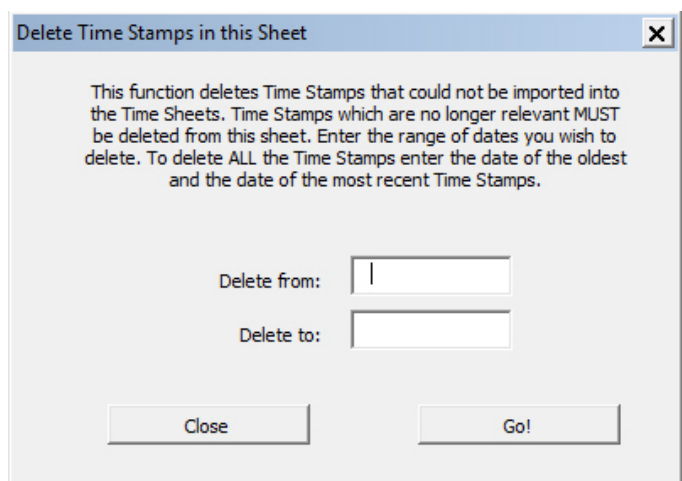 Delete Time Stamps in this Sheet
This function deletes Time Stamps that could not be imported into
the Time Sheets. Time Stamps which are no longer relevant MUST
be deleted from this sheet. Enter the range of dates you wish to
delete. To delete ALL the Time Stamps enter the date of the oldest
and the date of the most recent Time Stamps.
Delete from:
Delete to:
Close
Go!